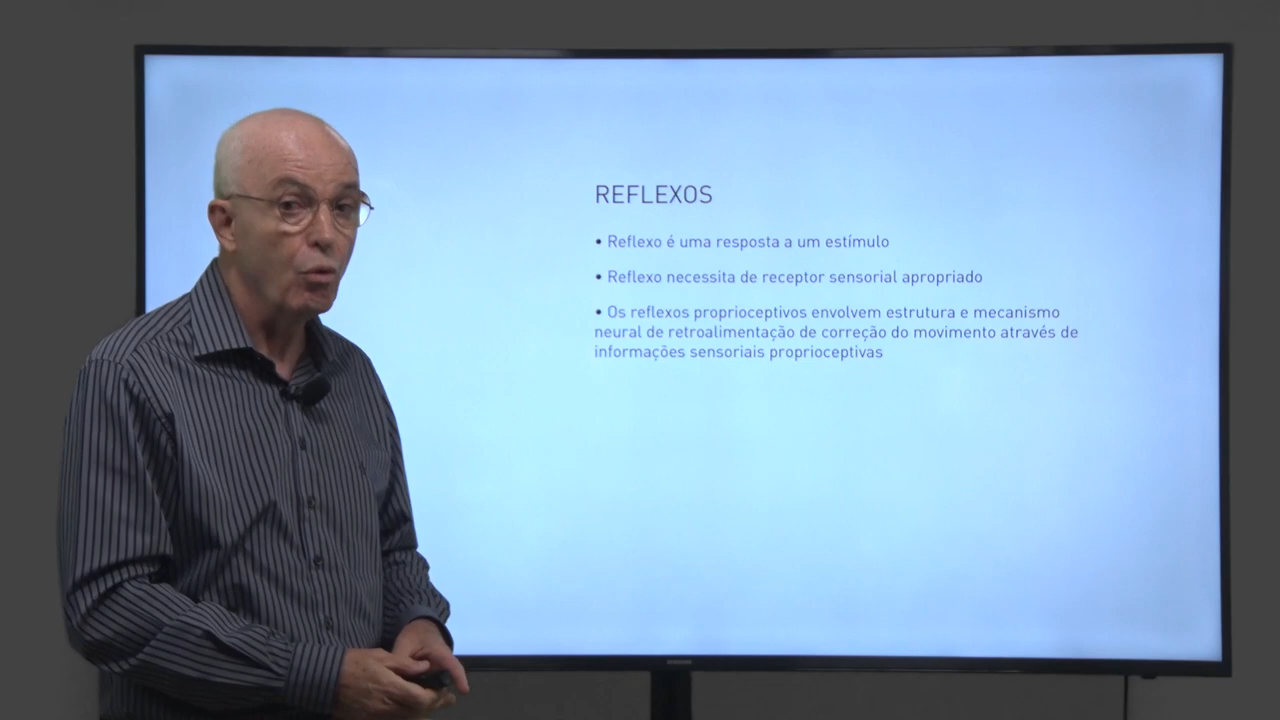 REFLEXOS
• Reflexo é uma resposta a um estímulo
• Reflexo necessita de receptor sensorial apropriado
• Os reflexos proprioceptivos envolvem estrutura e mecanismo
neural de retroalimentação de correção do movimento através de
informações sensoriais proprioceptivas